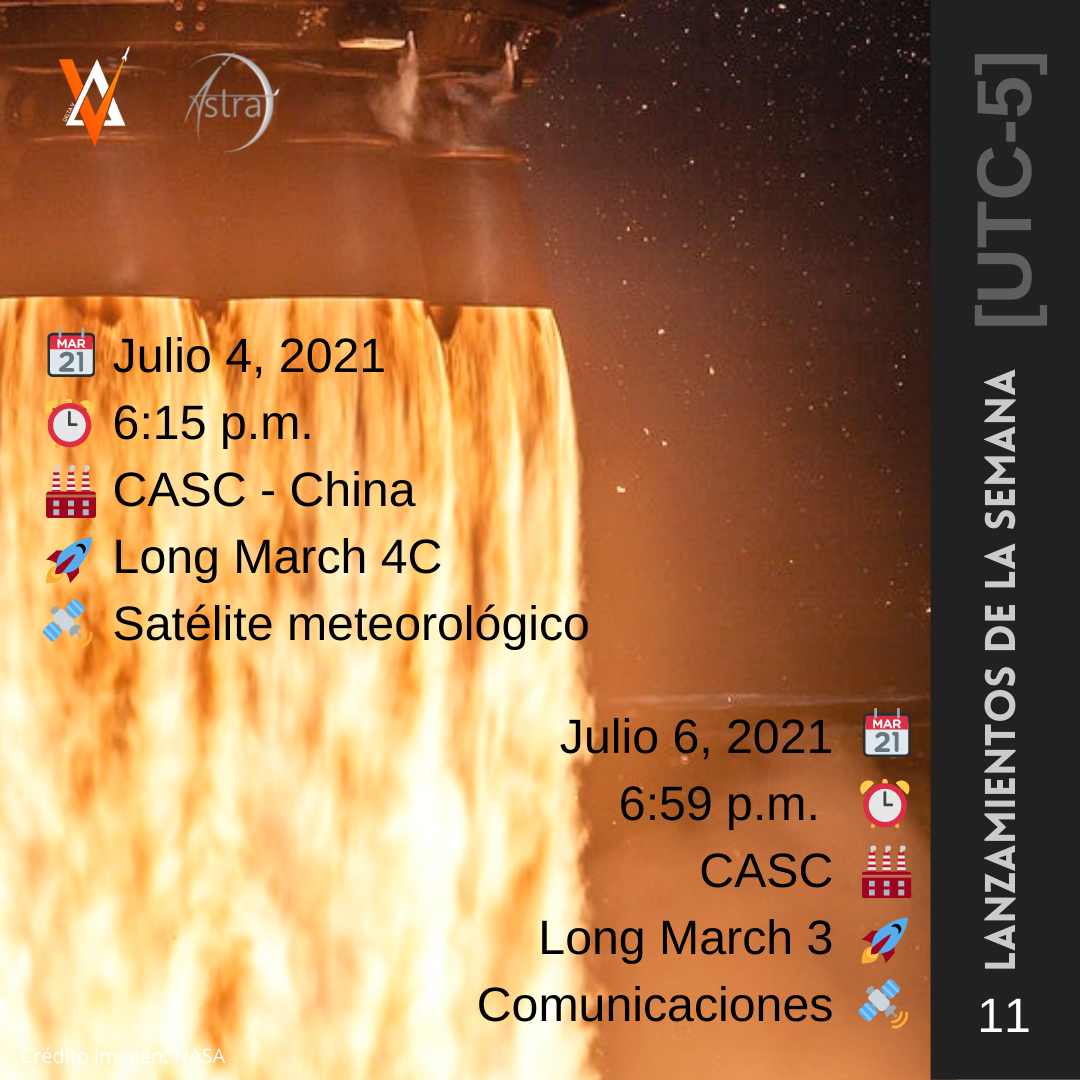 Astra
Julio 4, 2021
6:15 p.m.
CASC - China
Long March 4C
Satélite meteorológico
Julio 6, 2021
6:59 p.m.
CASC
Long March 3
Comunicaciones
Crédito imagen: NASA
LANZAMIENTOS DE LA SEMANA [UTC-5]
11